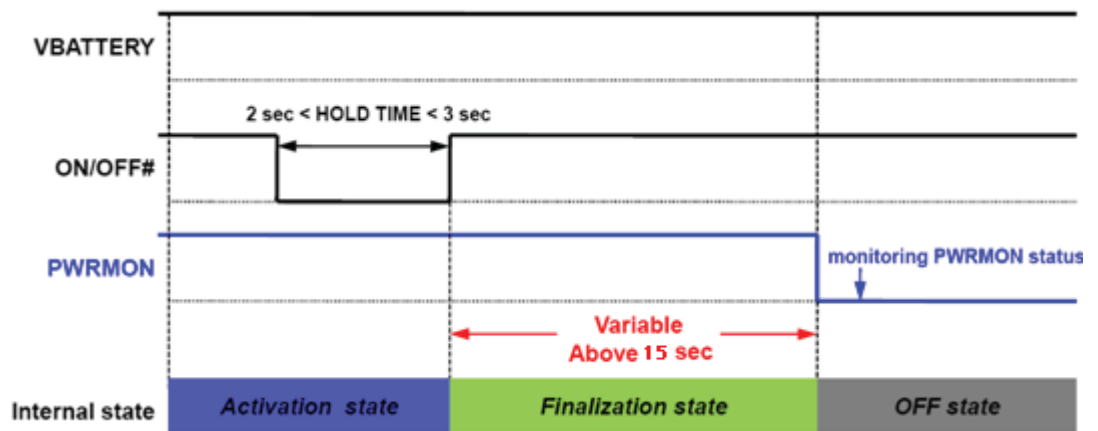 VBATTERY
2 sec < HOLD TIME < 3 sec
ON/OFF#
PWRMON
monitoring PWRMON status
Variable
Above 15 sec
Internal state
Activation state
Finalization state
OFF state